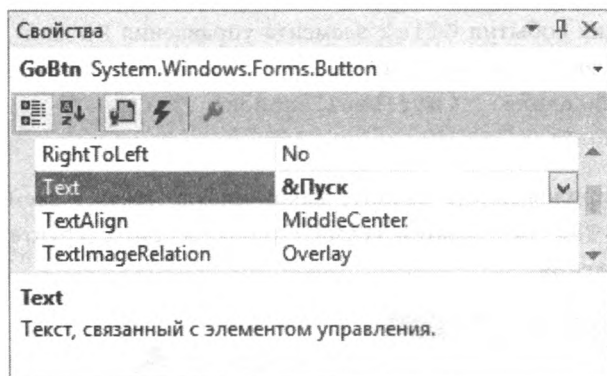 Свойства
GoBtn System.Windows.Forms.Button
RightToLeft No
Text &Пуск
TextAlign MiddleCenter
TextImageRelation Overlay
Text
Текст, связанный с элементом управления.